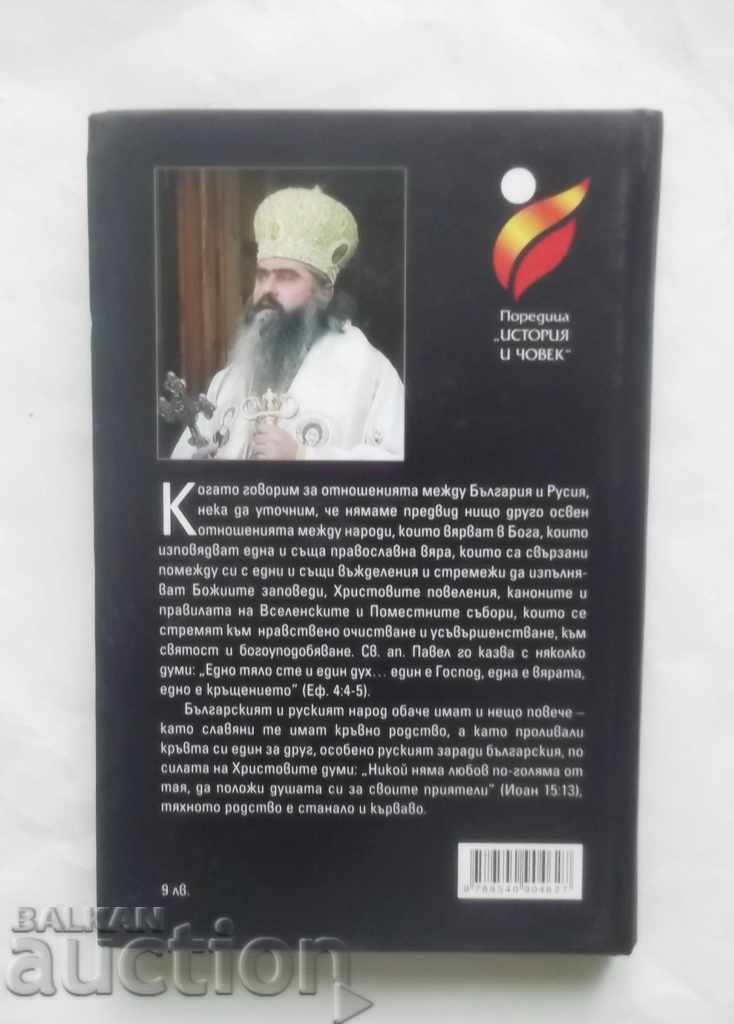 Поредица
„ИСТОРИЯ
И ЧОВЕК“
Когато говорим за отношенията между България и Русия,
нека да уточним, че нямаме предвид нищо друго освен
отношенията между народи, които вярват в Бога, които
изповядват една и съща православна вяра, които са свързани
помежду си с едни и същи въжделения и стремежи да изпълня-
ват Божиите заповеди, Христовите повеления, каноните и
правилата на Вселенските и Поместните събори, които се
стремят към нравствено очистване и усъвършенстване, към
святост и богоуподобяване. Св. ап. Павел го казва с няколко
думи: „Едно тяло сте и един дух... един е Господ, една е вярата,
едно е кръщението“ (Еф. 4:4-5).
Българският и руският народ обаче имат и нещо повече –
като славяни те имат кръвно родство, а като проливали
кръвта си един за друг, особено руският заради българския, по
силата на Христовите думи: „Никой няма любов по-голяма от
тая, да положи душата си за своите приятели“ (Йоан 15:13),
тяхното родство е станало и кърваво.
9 лв.
9789540904627
BALKAN
auction